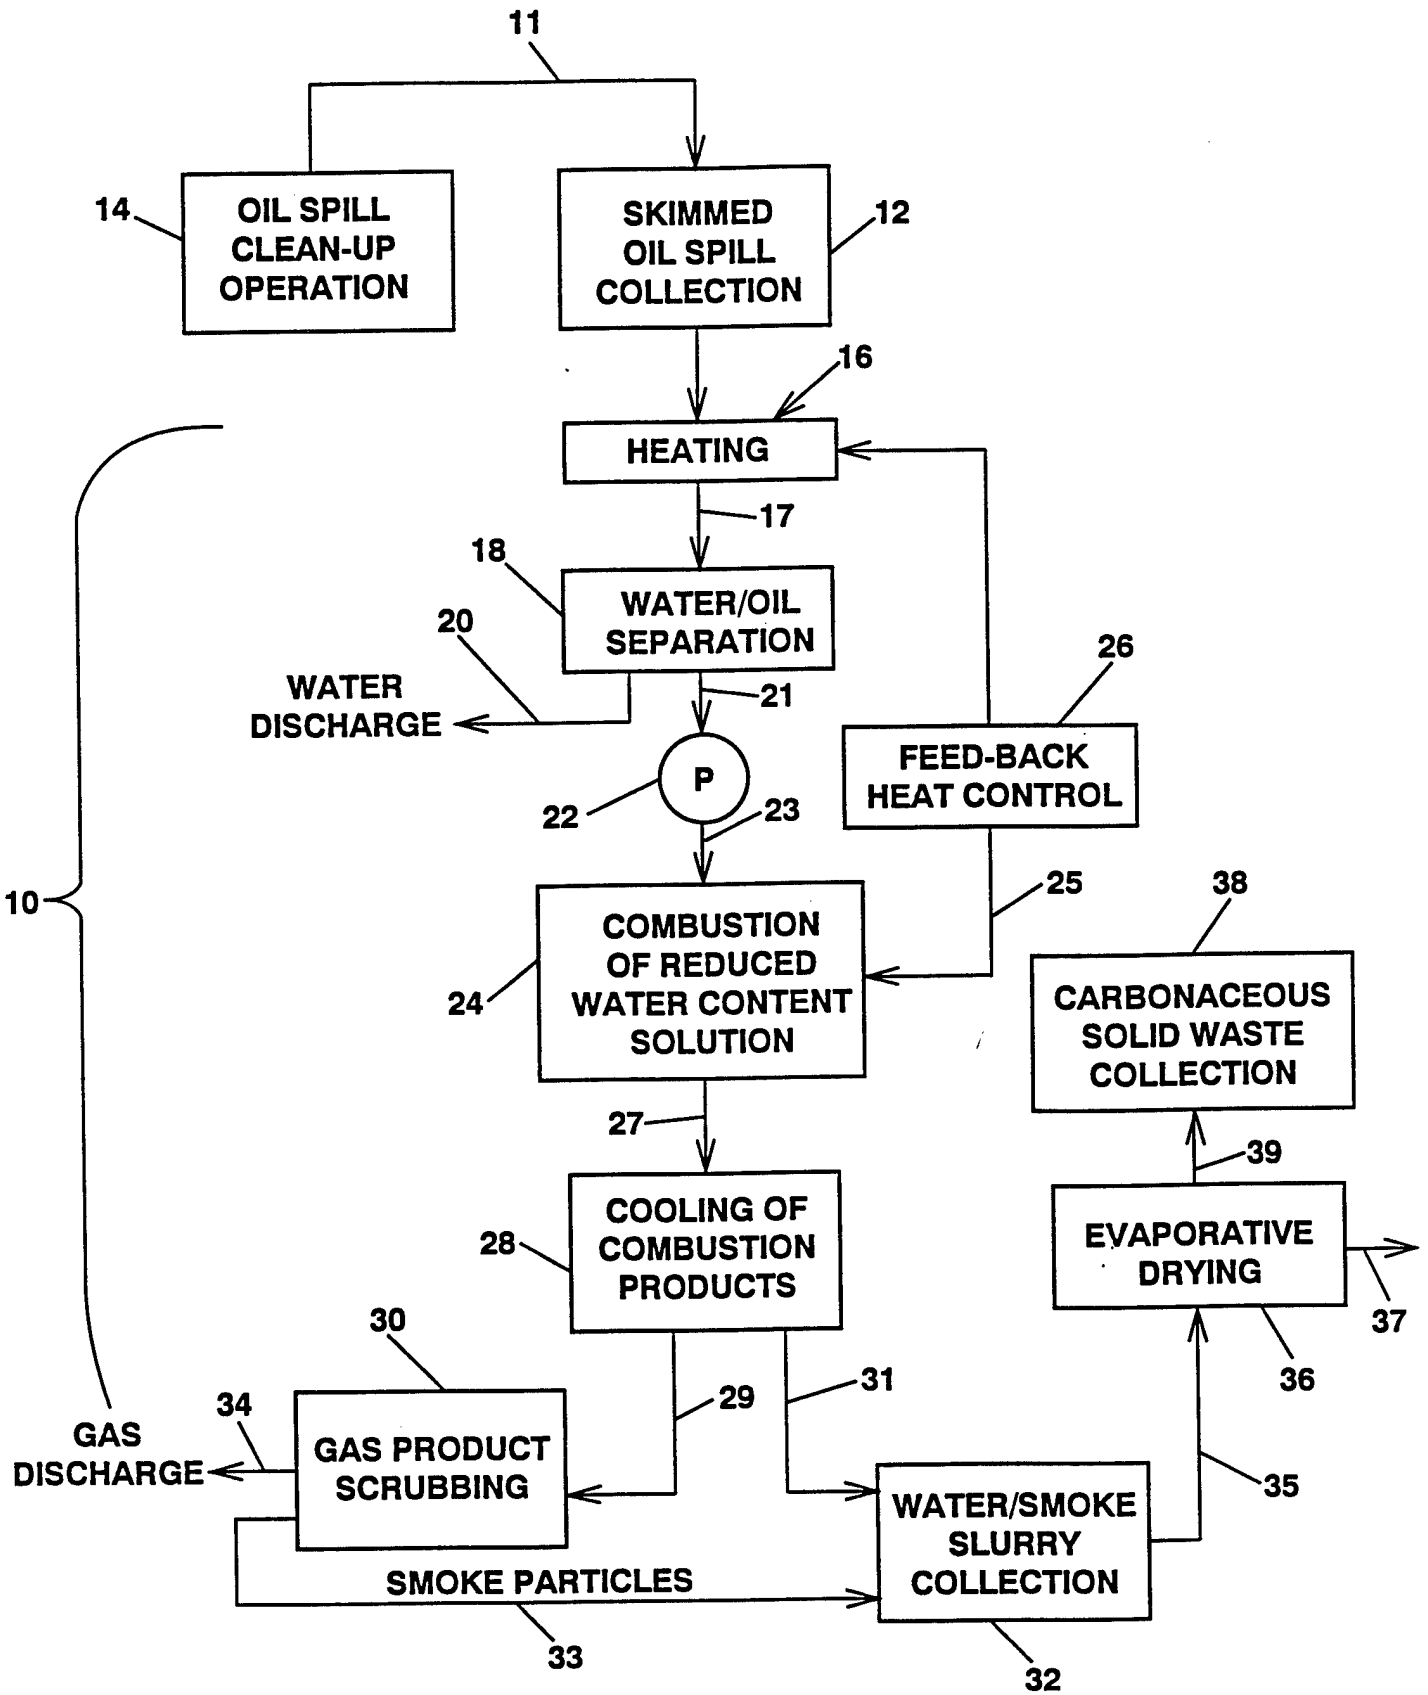 11
14
OIL SPILL
CLEAN-UP
OPERATION
SKIMMED
OIL SPILL
COLLECTION
12
16
HEATING
17
18
WATER/OIL
SEPARATION
20
WATER
DISCHARGE
21
26
FEED-BACK
HEAT CONTROL
P
22
23
10
25
38
COMBUSTION
OF REDUCED
WATER CONTENT
SOLUTION
24
CARBONACEOUS
SOLID WASTE
COLLECTION
27
39
COOLING OF
COMBUSTION
PRODUCTS
28
EVAPORATIVE
DRYING
37
36
30
29
31
34
GAS
DISCHARGE
GAS PRODUCT
SCRUBBING
35
WATER/SMOKE
SLURRY
COLLECTION
SMOKE PARTICLES
33
32